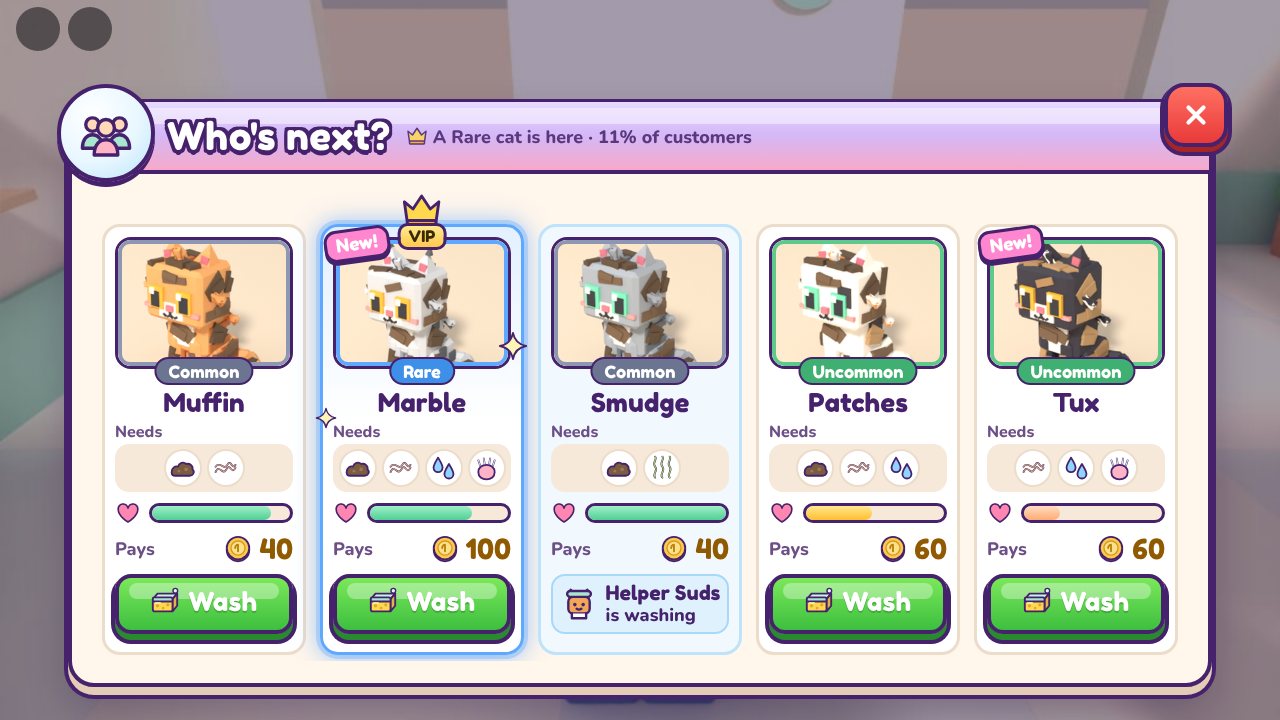 Who's next?
A Rare cat is here · 11% of customers
Common
Muffin
Needs
Pays
40
Wash
New!
VIP
Rare
Marble
Needs
Pays
100
Wash
Common
Smudge
Needs
Pays
40
Helper Suds
is washing
Uncommon
Patches
Needs
Pays
60
Wash
New!
Uncommon
Tux
Needs
Pays
60
Wash